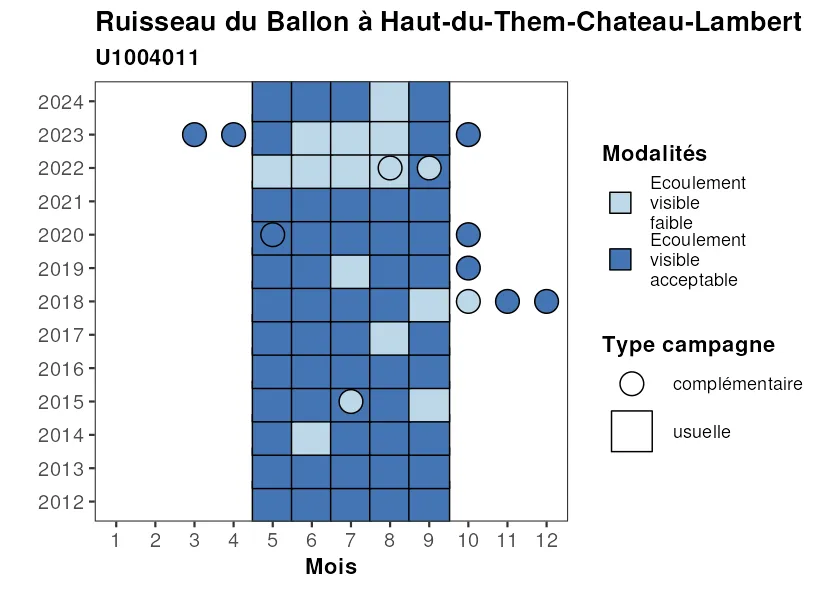 Ruisseau du Ballon à Haut-du-Them-Chateau-Lambert
U1004011
2024
2023
2022
2021
2020
2019
2018
2017
2016
2015
2014
2013
2012
1 2 3 4 5 6 7 8 9 10 11 12
Mois
Modalités
Ecoulement
visible
faible
Ecoulement
visible
acceptable
Type campagne
complémentaire
usuelle